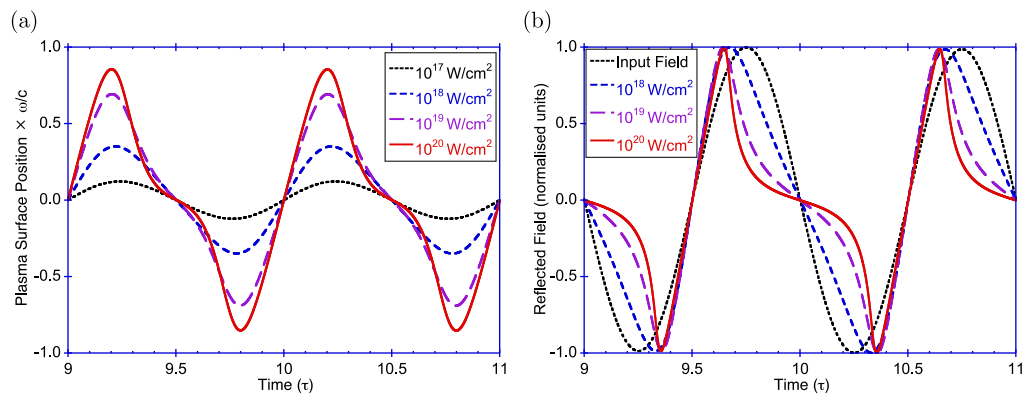 (a)
Plasma Surface Position × ω/c
1.0
0.5
0.0
−0.5
−1.0
10^17 W/cm^2
10^18 W/cm^2
10^19 W/cm^2
10^20 W/cm^2
9
9.5
10
10.5
11
Time (τ)
(b)
Reflected Field (normalised units)
1.0
0.5
0.0
−0.5
−1.0
Input Field
10^18 W/cm^2
10^19 W/cm^2
10^20 W/cm^2
9
9.5
10
10.5
11
Time (τ)